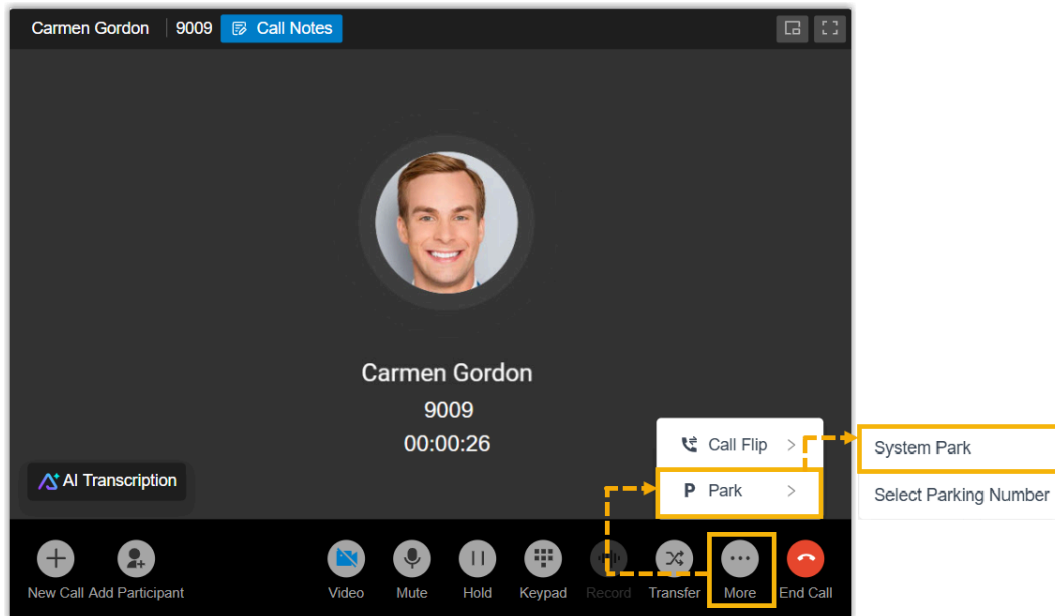 Carmen Gordon 9009 Call Notes
Carmen Gordon
9009
00:00:26
Call Flip
System Park
AI Transcription
P Park
Select Parking Number
New Call Add Participant Video Mute Hold Keypad Record Transfer More End Call